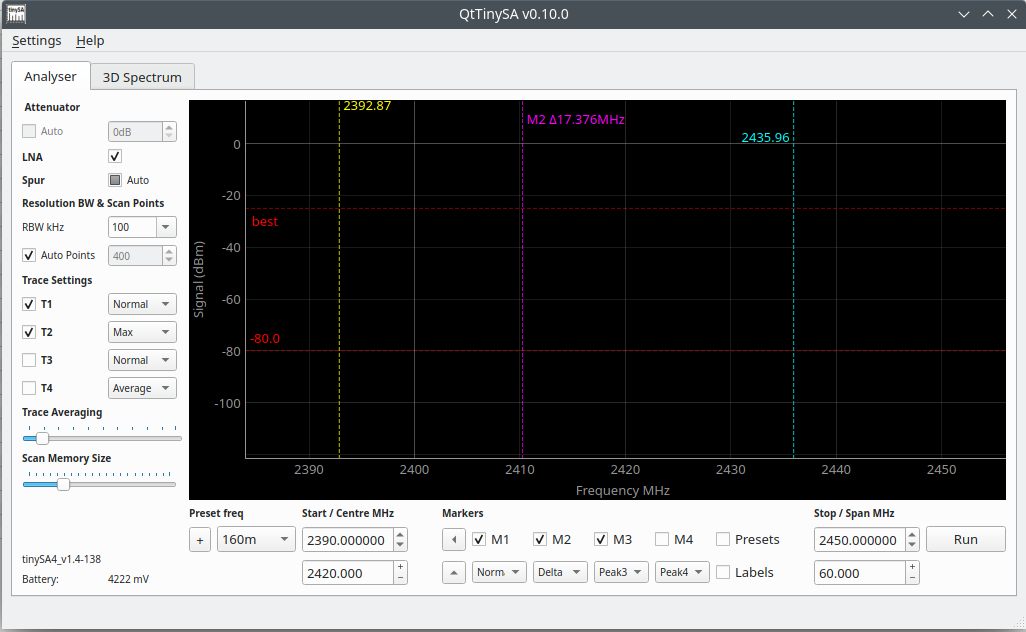 QtTinySA v0.10.0
Settings Help
Analyser 3D Spectrum
Attenuator
Auto 0dB
LNA
Spur Auto
Resolution BW & Scan Points
RBW kHz 100
Auto Points 400
Trace Settings
T1 Normal
T2 Max
T3 Normal
T4 Average
Trace Averaging
Scan Memory Size
tinySA4_v1.4-138
Battery: 4222 mV
2392.87
M2 Δ17.376MHz
2435.96
best
-80.0
Signal (dBm)
0
-20
-40
-60
-80
-100
2390 2400 2410 2420 2430 2440 2450
Frequency MHz
Preset freq Start / Centre MHz Markers Stop / Span MHz
+ 160m 2390.000000 M1 M2 M3 M4 Presets 2450.000000 Run
2420.000 Norm Delta Peak3 Peak4 Labels 60.000